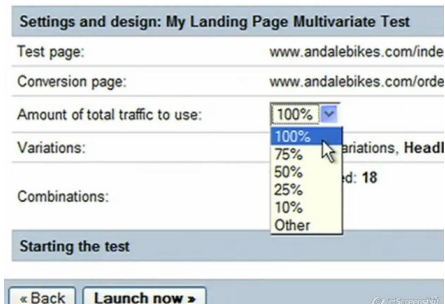 Settings and design: My Landing Page Multivariate Test
Test page: www.andalebikes.com/inde
Conversion page: www.andalebikes.com/orde
Amount of total traffic to use: 100%
100%
Variations: ariations, Headl
75%
50% ed: 18
25%
Combinations:
10%
Other
Starting the test
« Back Launch now »